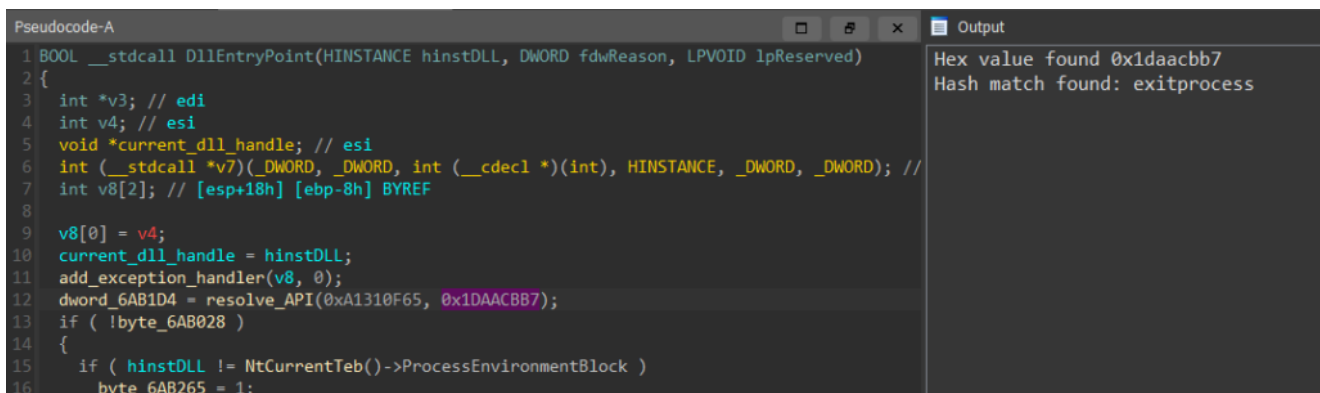 Pseudocode-A
1 BOOL __stdcall DllEntryPoint(HINSTANCE hinstDLL, DWORD fdwReason, LPVOID lpReserved)
2 {
3 int *v3; // edi
4 int v4; // esi
5 void *current_dll_handle; // esi
6 int (__stdcall *v7)(_DWORD, _DWORD, int (__cdecl *)(int), HINSTANCE, _DWORD, _DWORD); //
7 int v8[2]; // [esp+18h] [ebp-8h] BYREF
8
9 v8[0] = v4;
10 current_dll_handle = hinstDLL;
11 add_exception_handler(v8, 0);
12 dword_6AB1D4 = resolve_API(0xA1310F65, 0x1DAACBB7);
13 if ( !byte_6AB028 )
14 {
15 if ( hinstDLL != NtCurrentTeb()->ProcessEnvironmentBlock )
16 byte_6AB265 = 1;
Output
Hex value found 0x1daacbb7
Hash match found: exitprocess